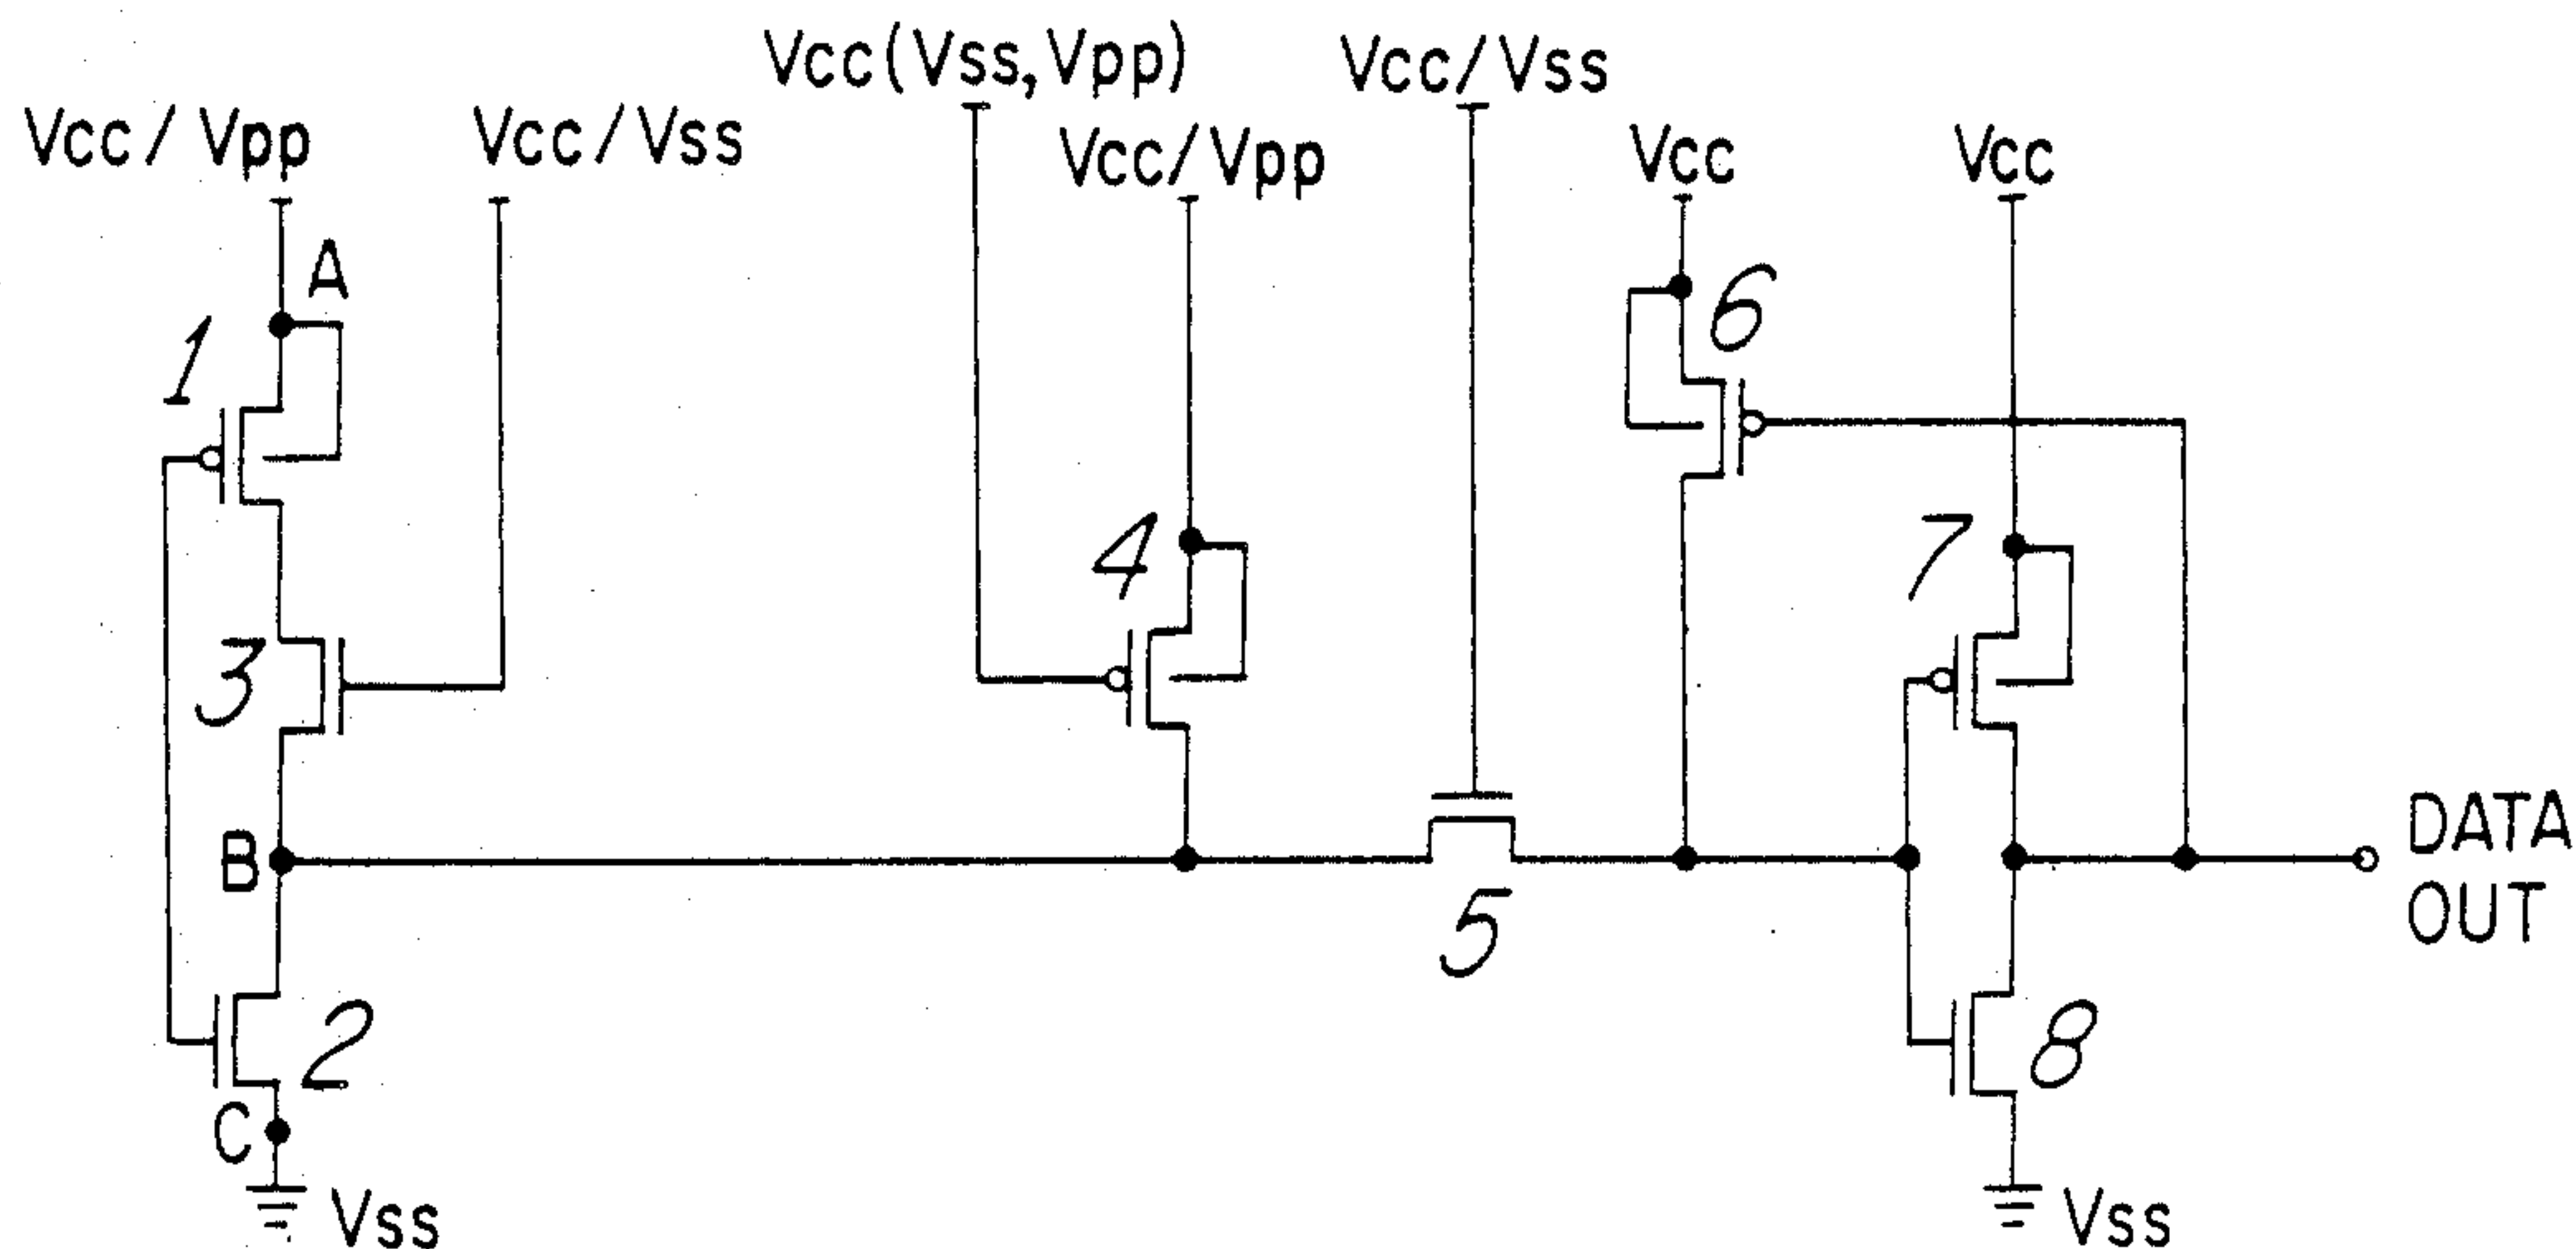 Vcc(Vss,Vpp)
Vcc/Vss
Vcc/Vpp
Vcc/Vss
Vcc/Vpp
Vcc
Vcc
A
1
6
4
7
3
B
DATA
OUT
5
2
8
C
Vss
Vss